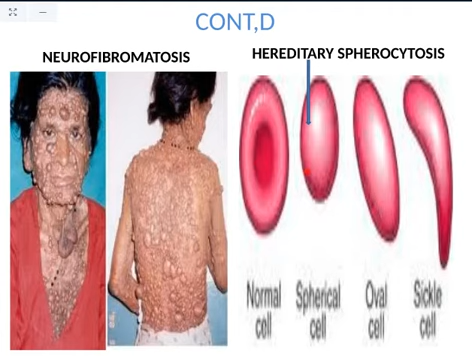 CONT,D
NEUROFIBROMATOSIS
HEREDITARY SPHEROCYTOSIS
Normal cell
Spherical cell
Oval cell
Sickle cell